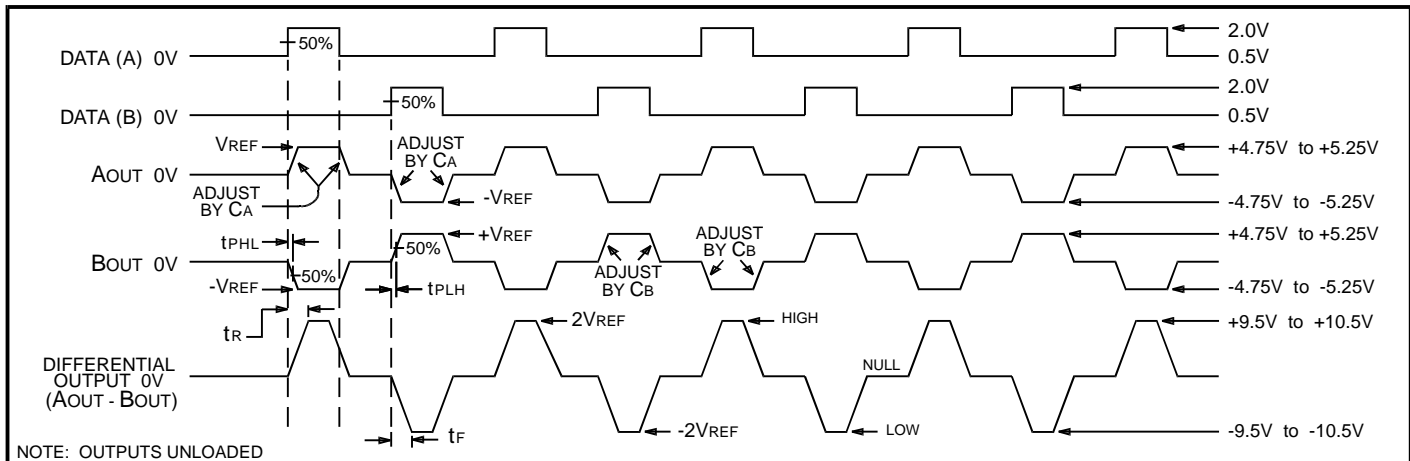 DATA (A) 0V
50%
2.0V
0.5V
DATA (B) 0V
50%
2.0V
0.5V
VREF
AOUT 0V
ADJUST
BY CA
ADJUST
BY CA
-VREF
+4.75V to +5.25V
-4.75V to -5.25V
tPHL
BOUT 0V
-VREF
50%
+VREF
50%
tPLH
ADJUST
BY CB
ADJUST
BY CB
+4.75V to +5.25V
-4.75V to -5.25V
tR
DIFFERENTIAL
OUTPUT 0V
(AOUT - BOUT)
2VREF
HIGH
NULL
+9.5V to +10.5V
tF
-2VREF
LOW
-9.5V to -10.5V
NOTE: OUTPUTS UNLOADED